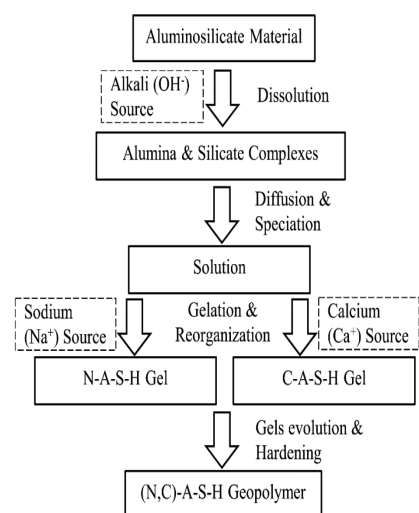 Aluminosilicate Material
Alkali (OH⁻)
Source
Dissolution
Alumina & Silicate Complexes
Diffusion &
Speciation
Solution
Sodium
(Na⁺) Source
Gelation &
Reorganization
Calcium
(Ca⁺) Source
N-A-S-H Gel
C-A-S-H Gel
Gels evolution &
Hardening
(N,C)-A-S-H Geopolymer